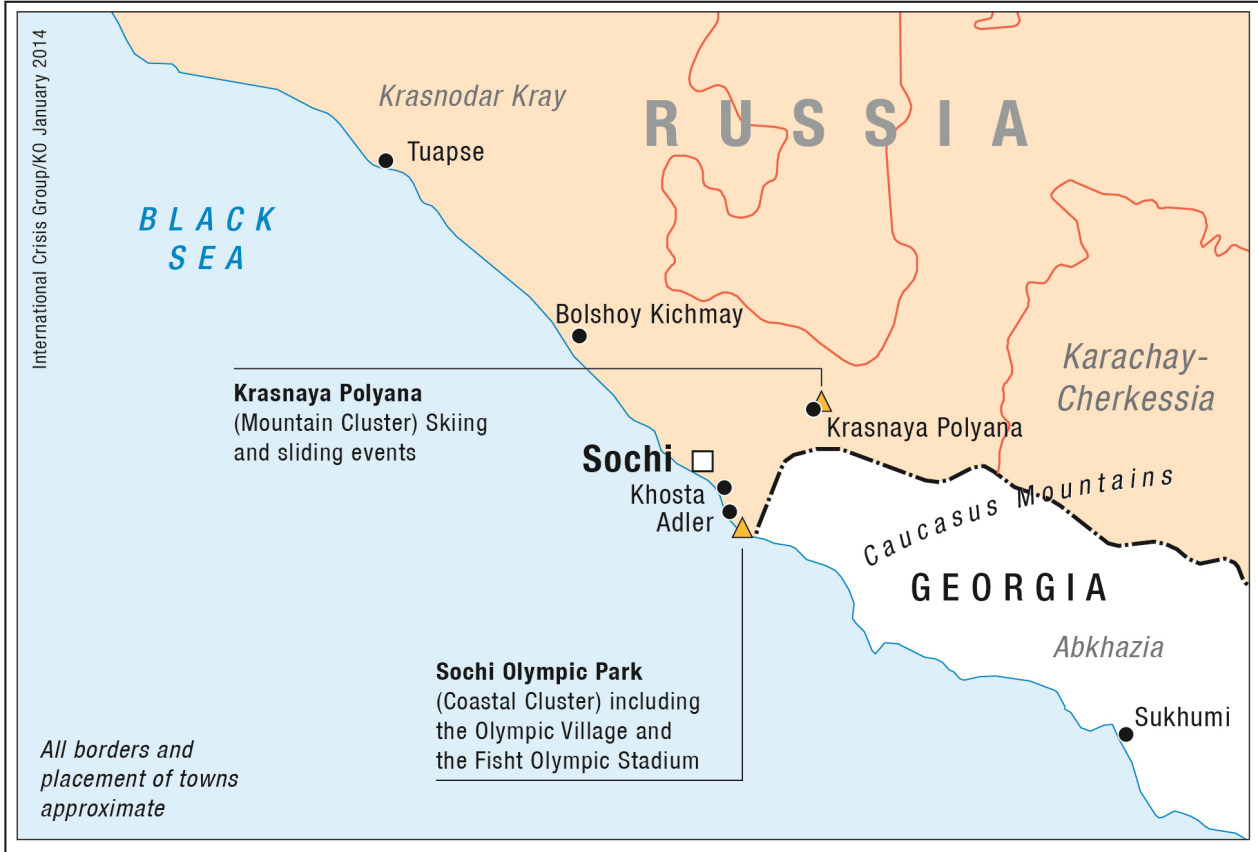 International Crisis Group/KO January 2014
Krasnodar Kray
RUSSIA
Tuapse
BLACK
SEA
Bolshoy Kichmay
Karachay-
Cherkessia
Krasnaya Polyana
(Mountain Cluster) Skiing
and sliding events
Krasnaya Polyana
Sochi
Khosta
Adler
Caucasus Mountains
GEORGIA
Abkhazia
Sochi Olympic Park
(Coastal Cluster) including
the Olympic Village and
the Fisht Olympic Stadium
Sukhumi
All borders and
placement of towns
approximate